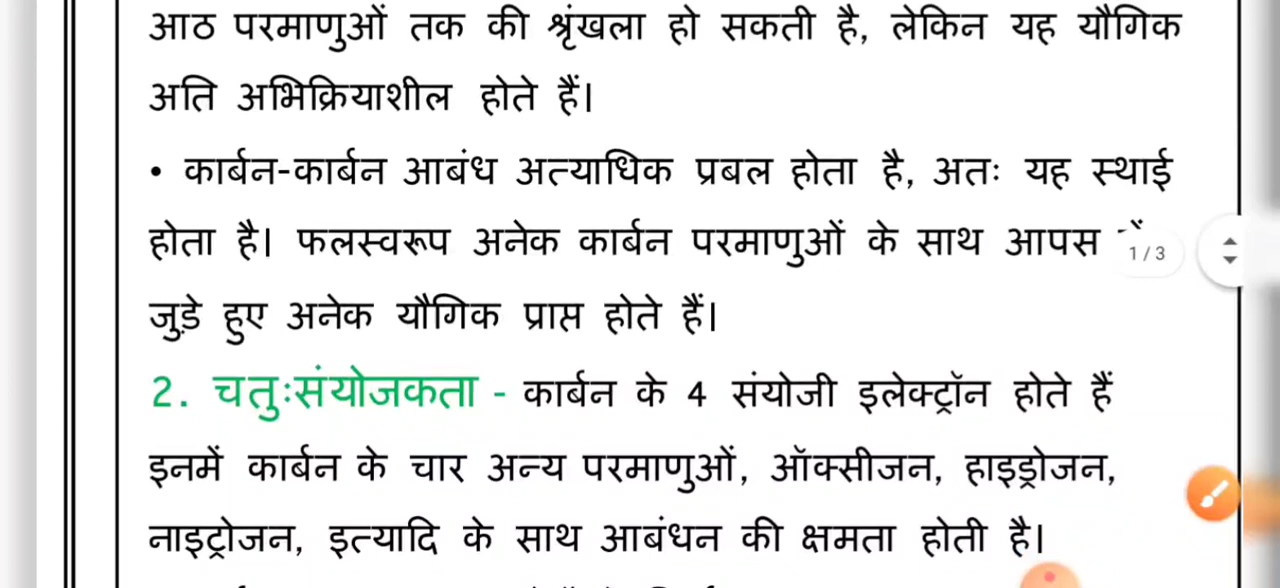 आठ परमाणुओं तक की श्रृंखला हो सकती है, लेकिन यह यौगिक
अति अभिक्रियाशील होते हैं।
• कार्बन-कार्बन आबंध अत्याधिक प्रबल होता है, अतः यह स्थाई
होता है। फलस्वरूप अनेक कार्बन परमाणुओं के साथ आपस
1 / 3
जुड़े हुए अनेक यौगिक प्राप्त होते हैं।
2. चतुःसंयोजकता - कार्बन के 4 संयोजी इलेक्ट्रॉन होते हैं
इनमें कार्बन के चार अन्य परमाणुओं, ऑक्सीजन, हाइड्रोजन,
नाइट्रोजन, इत्यादि के साथ आबंधन की क्षमता होती है।